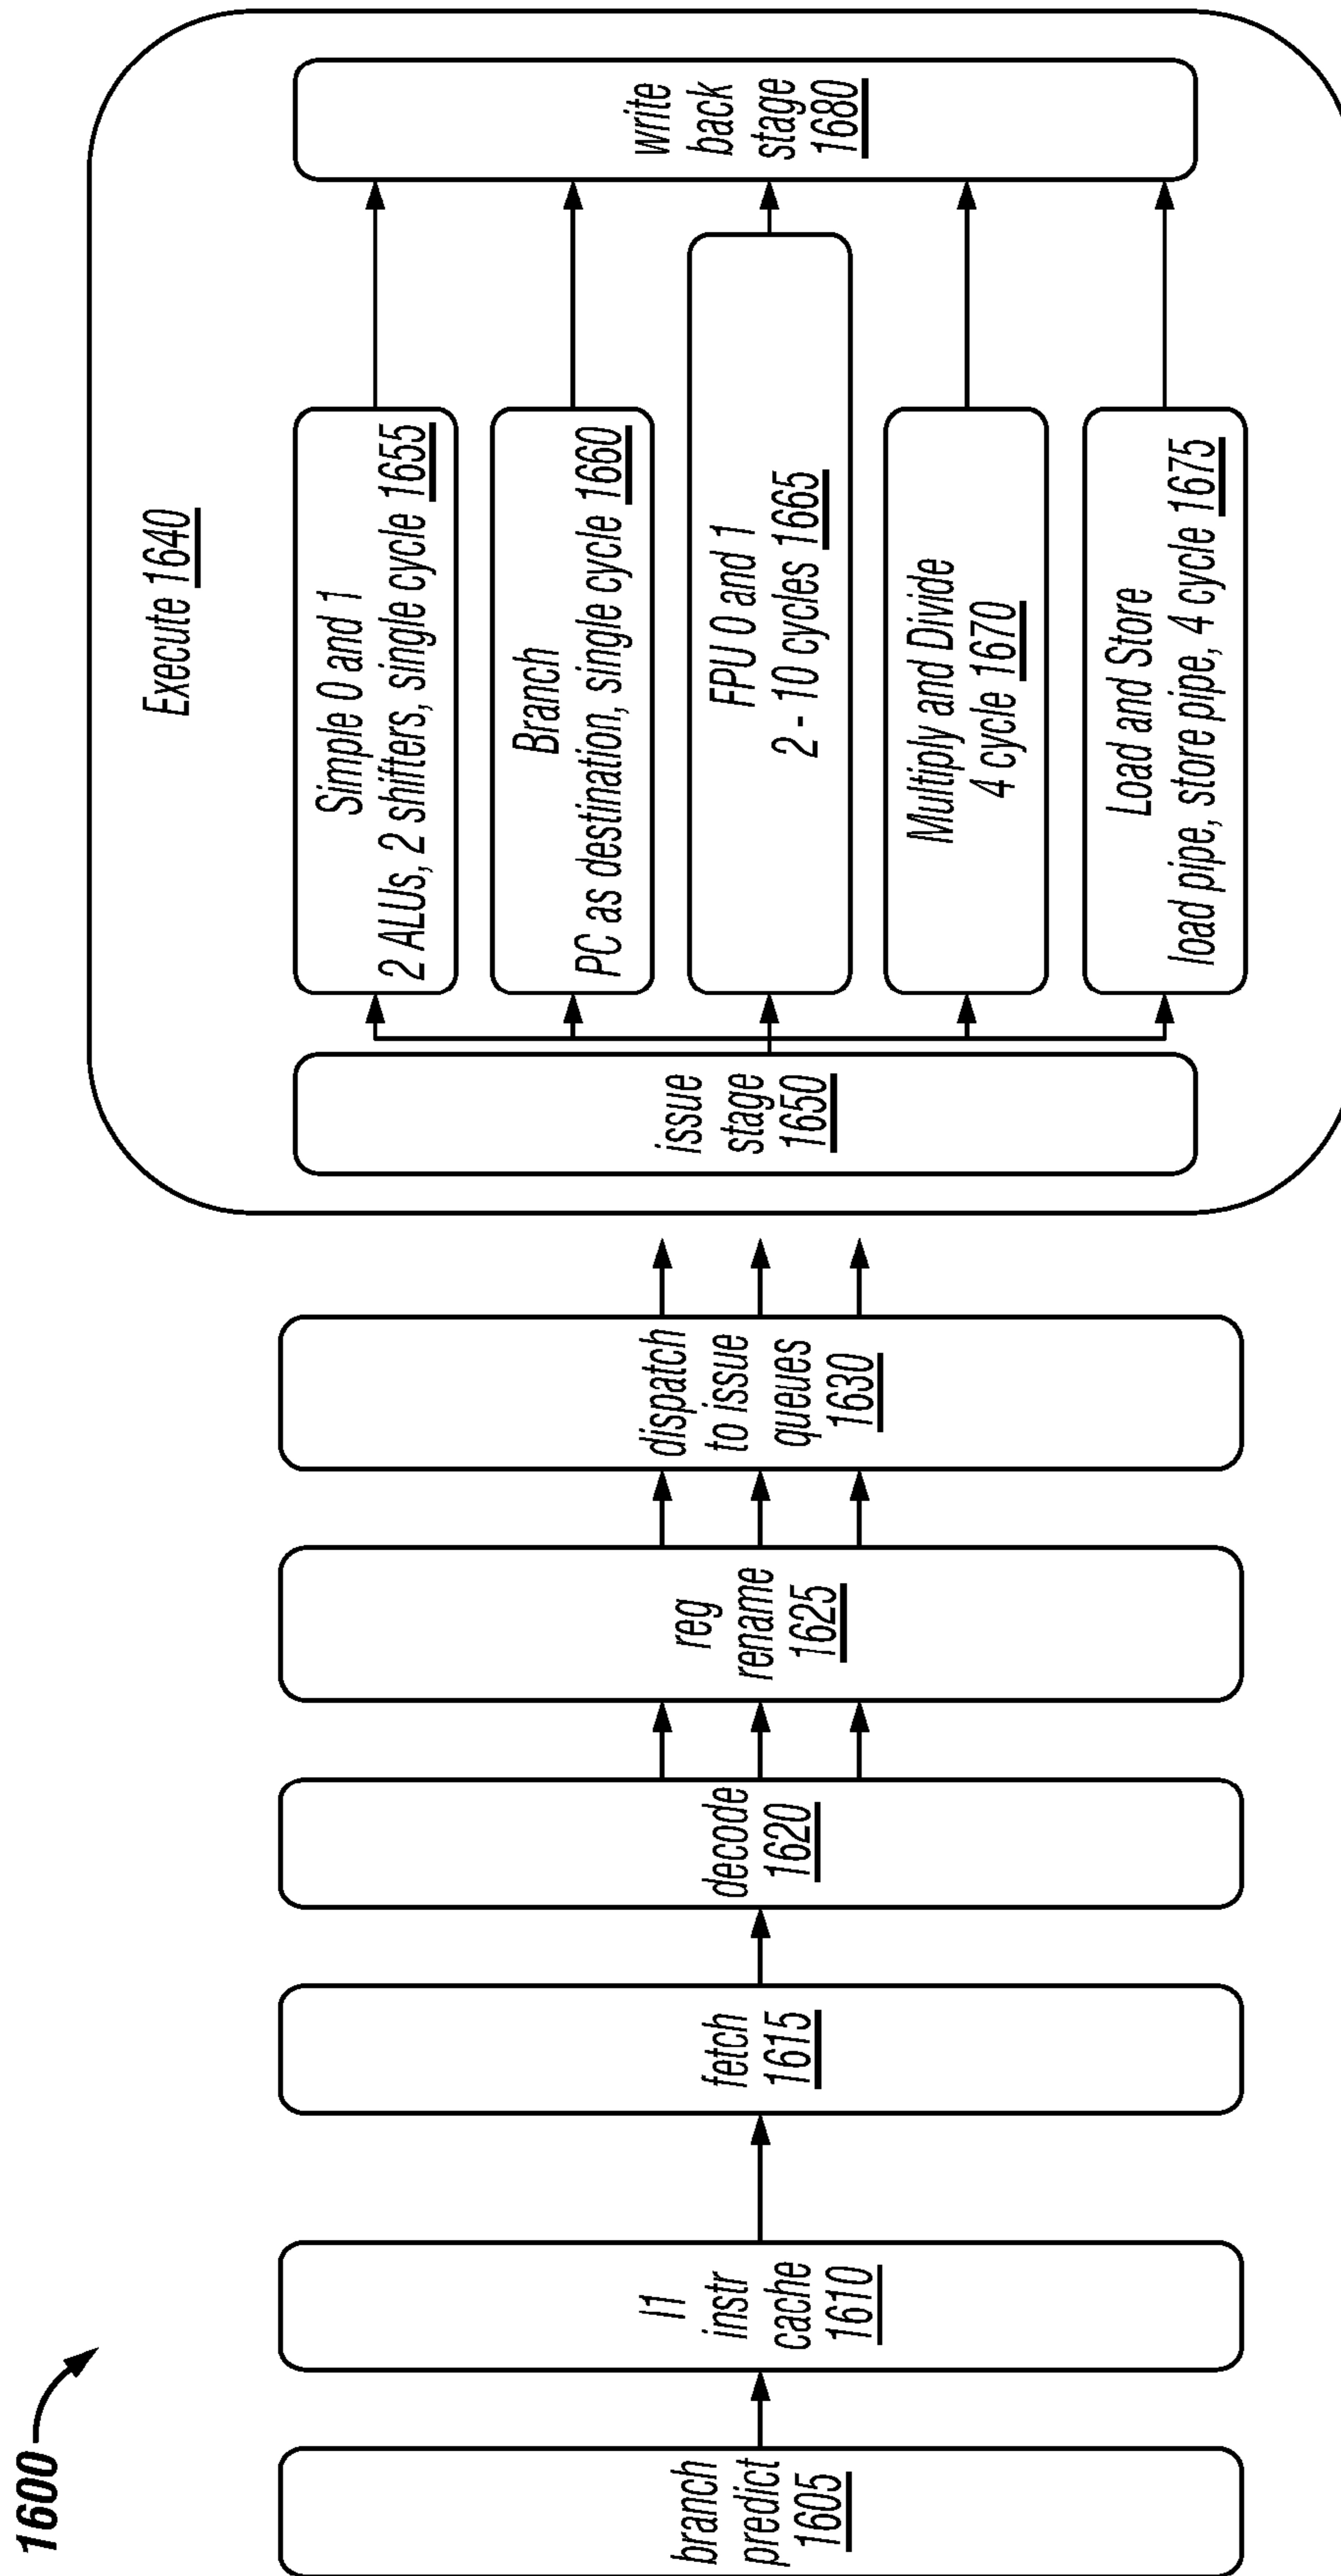 1600
branch
predict
1605
I1
instr
cache
1610
fetch
1615
decode
1620
reg
rename
1625
dispatch
to issue
queues
1630
Execute 1640
issue
stage
1650
Simple 0 and 1
2 ALUs, 2 shifters, single cycle 1655
Branch
PC as destination, single cycle 1660
FPU 0 and 1
2 - 10 cycles 1665
Multiply and Divide
4 cycle 1670
Load and Store
load pipe, store pipe, 4 cycle 1675
write
back
stage
1680